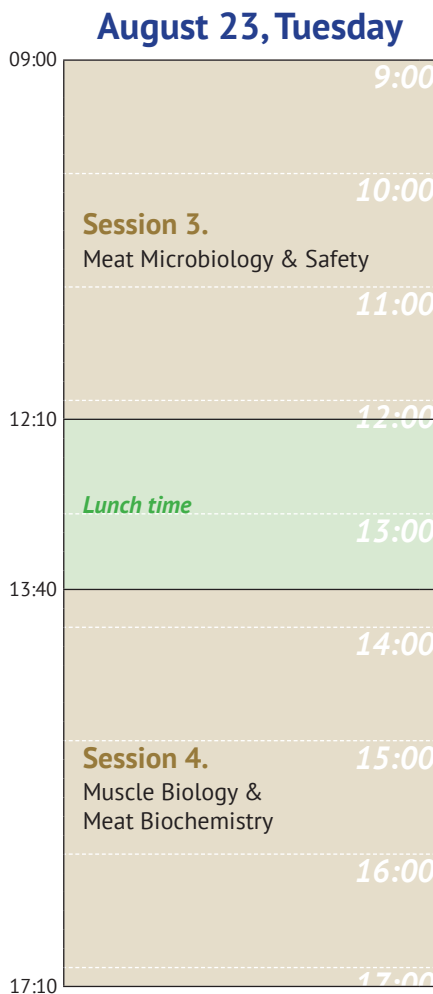 August 23, Tuesday
09:00
9:00
10:00
Session 3.
Meat Microbiology & Safety
11:00
12:00
12:10
Lunch time
13:00
13:40
14:00
15:00
Session 4.
Muscle Biology &
Meat Biochemistry
16:00
17:00
17:10